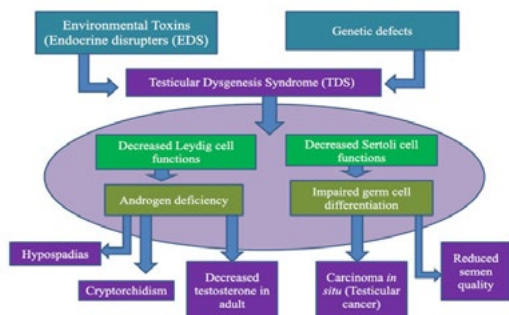 Environmental Toxins
(Endocrine disrupters (EDS)
Genetic defects
Testicular Dysgenesis Syndrome (TDS)
Decreased Leydig cell
functions
Decreased Sertoli cell
functions
Androgen deficiency
Impaired germ cell
differentiation
Hypospadias
Cryptorchidism
Decreased
testosterone in
adult
Carcinoma in
situ (Testicular
cancer)
Reduced
semen
quality